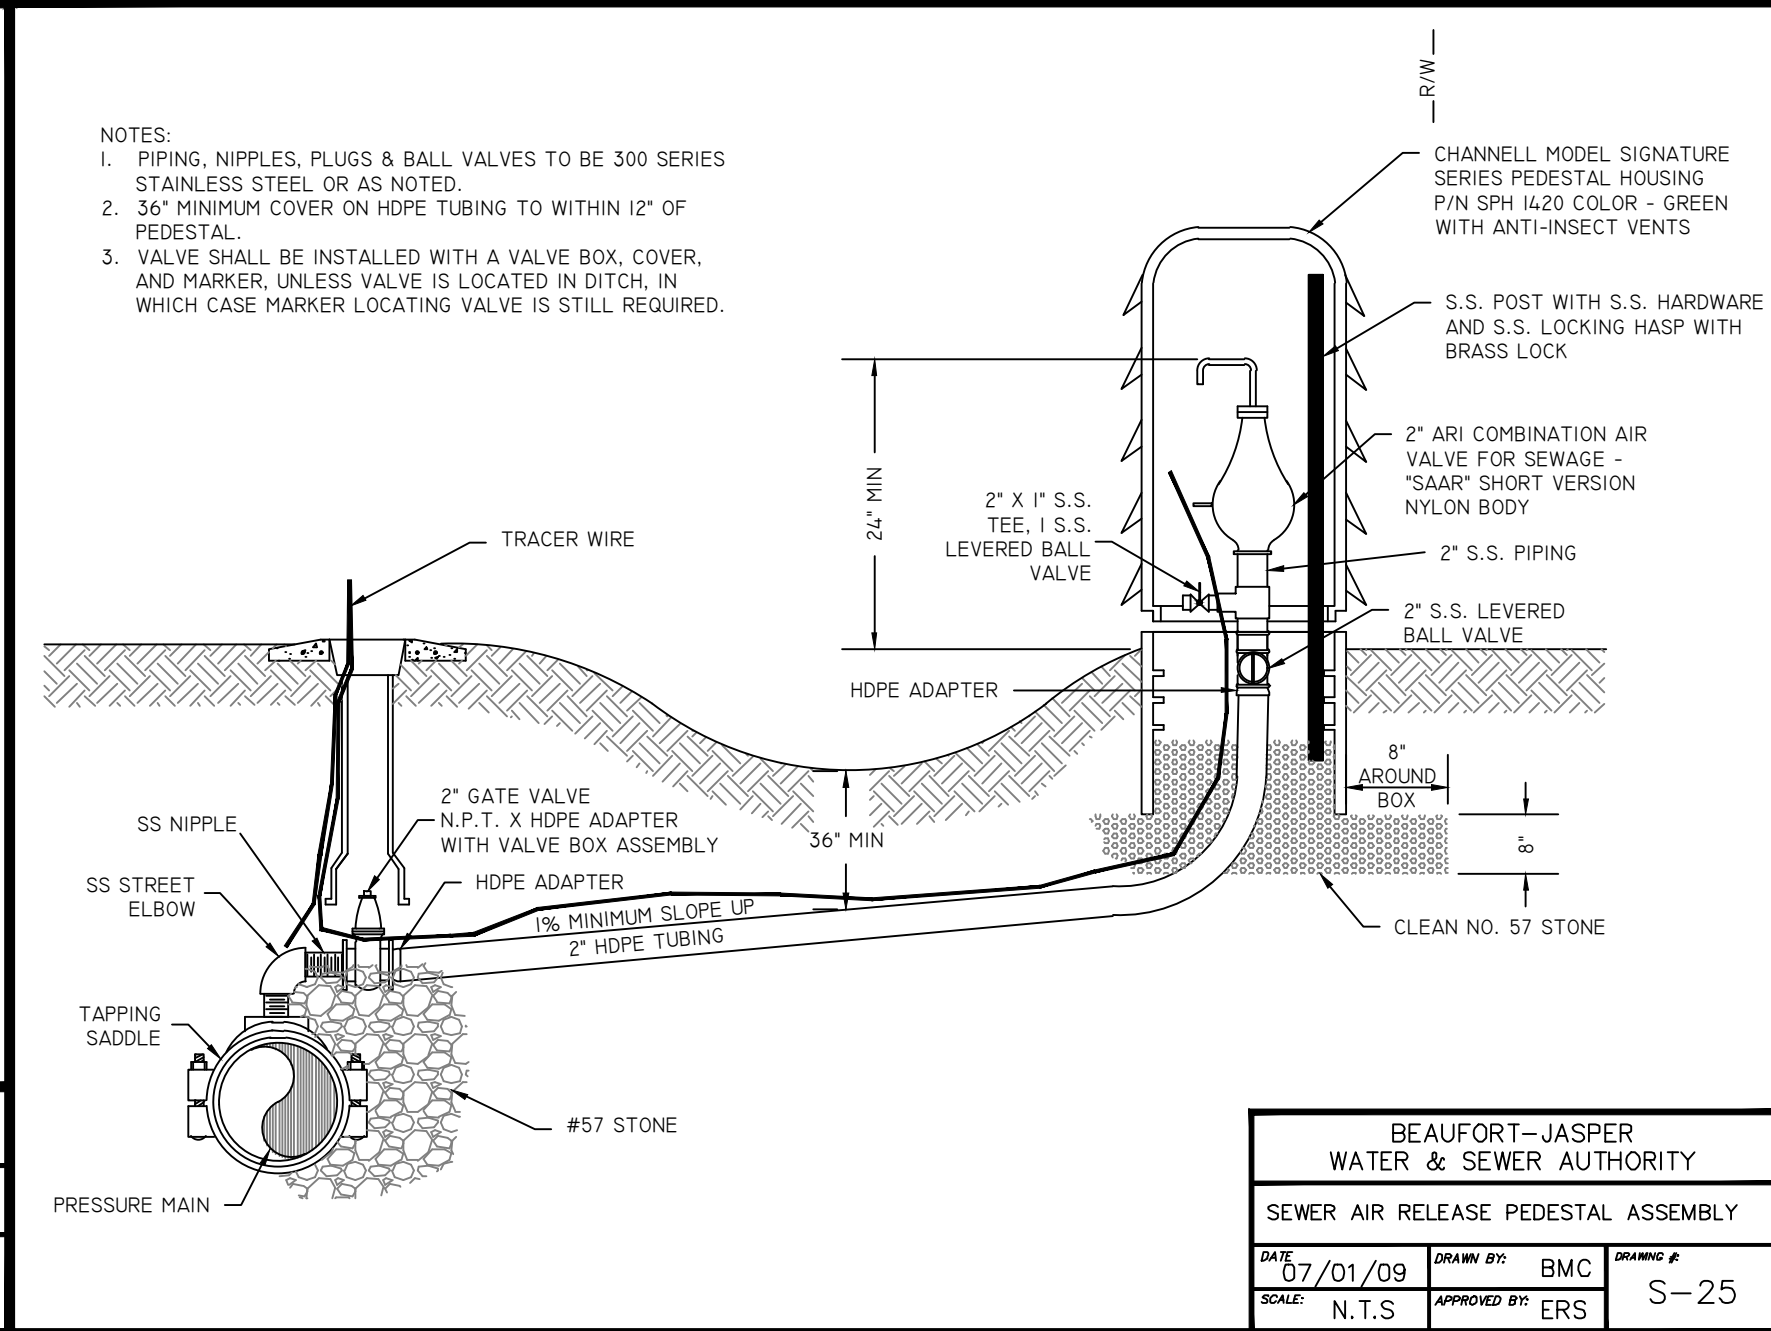 R/W
NOTES:
1. PIPING, NIPPLES, PLUGS & BALL VALVES TO BE 300 SERIES
STAINLESS STEEL OR AS NOTED.
2. 36" MINIMUM COVER ON HDPE TUBING TO WITHIN 12" OF
PEDESTAL.
3. VALVE SHALL BE INSTALLED WITH A VALVE BOX, COVER,
AND MARKER, UNLESS VALVE IS LOCATED IN DITCH, IN
WHICH CASE MARKER LOCATING VALVE IS STILL REQUIRED.
CHANNELL MODEL SIGNATURE
SERIES PEDESTAL HOUSING
P/N SPH 1420 COLOR - GREEN
WITH ANTI-INSECT VENTS
S.S. POST WITH S.S. HARDWARE
AND S.S. LOCKING HASP WITH
BRASS LOCK
2" ARI COMBINATION AIR
VALVE FOR SEWAGE -
"SAAR" SHORT VERSION
NYLON BODY
24" MIN
2" X 1" S.S.
TEE, 1 S.S.
LEVERED BALL
VALVE
TRACER WIRE
2" S.S. PIPING
2" S.S. LEVERED
BALL VALVE
HDPE ADAPTER
8"
AROUND
BOX
8"
2" GATE VALVE
N.P.T. X HDPE ADAPTER
WITH VALVE BOX ASSEMBLY
36" MIN
SS NIPPLE
SS STREET
ELBOW
HDPE ADAPTER
1% MINIMUM SLOPE UP
2" HDPE TUBING
CLEAN NO. 57 STONE
TAPPING
SADDLE
#57 STONE
PRESSURE MAIN
BEAUFORT-JASPER
WATER & SEWER AUTHORITY
SEWER AIR RELEASE PEDESTAL ASSEMBLY
DATE 07/01/09
DRAWN BY: BMC
DRAWING #:
S-25
SCALE: N.T.S
APPROVED BY: ERS